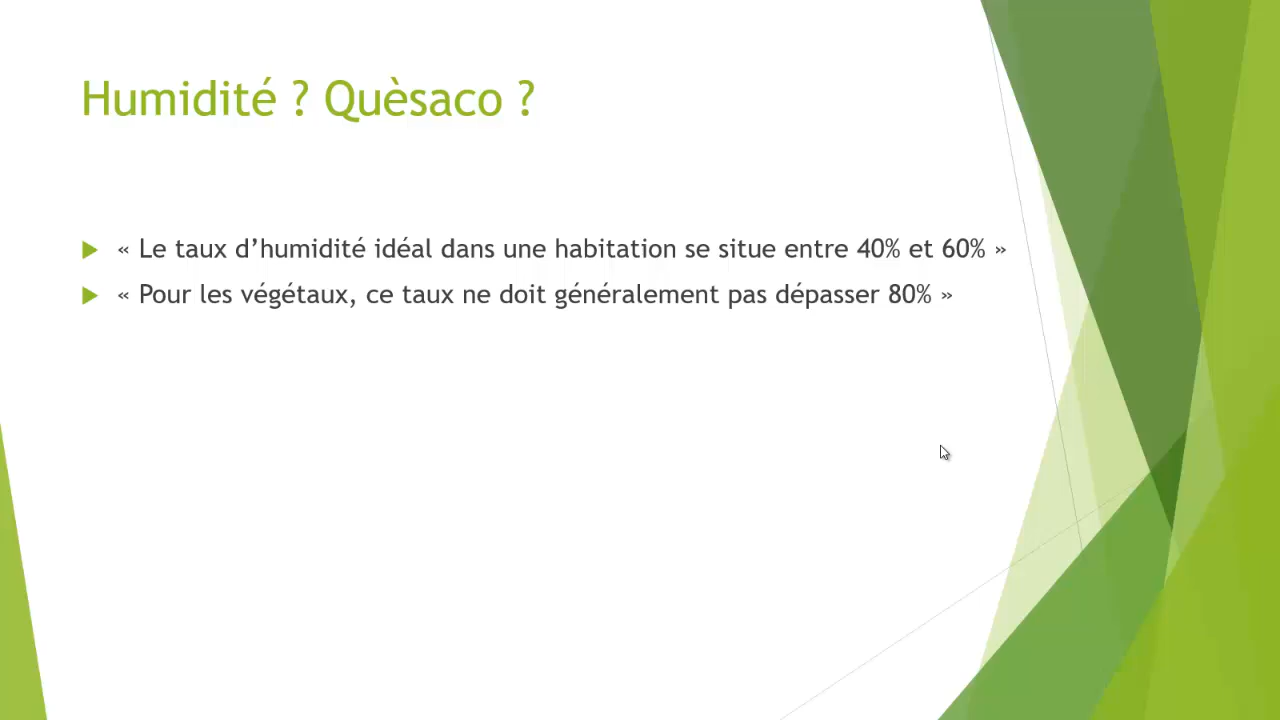 Humidité ? Quèsaco ?
« Le taux d’humidité idéal dans une habitation se situe entre 40% et 60% »
« Pour les végétaux, ce taux ne doit généralement pas dépasser 80% »